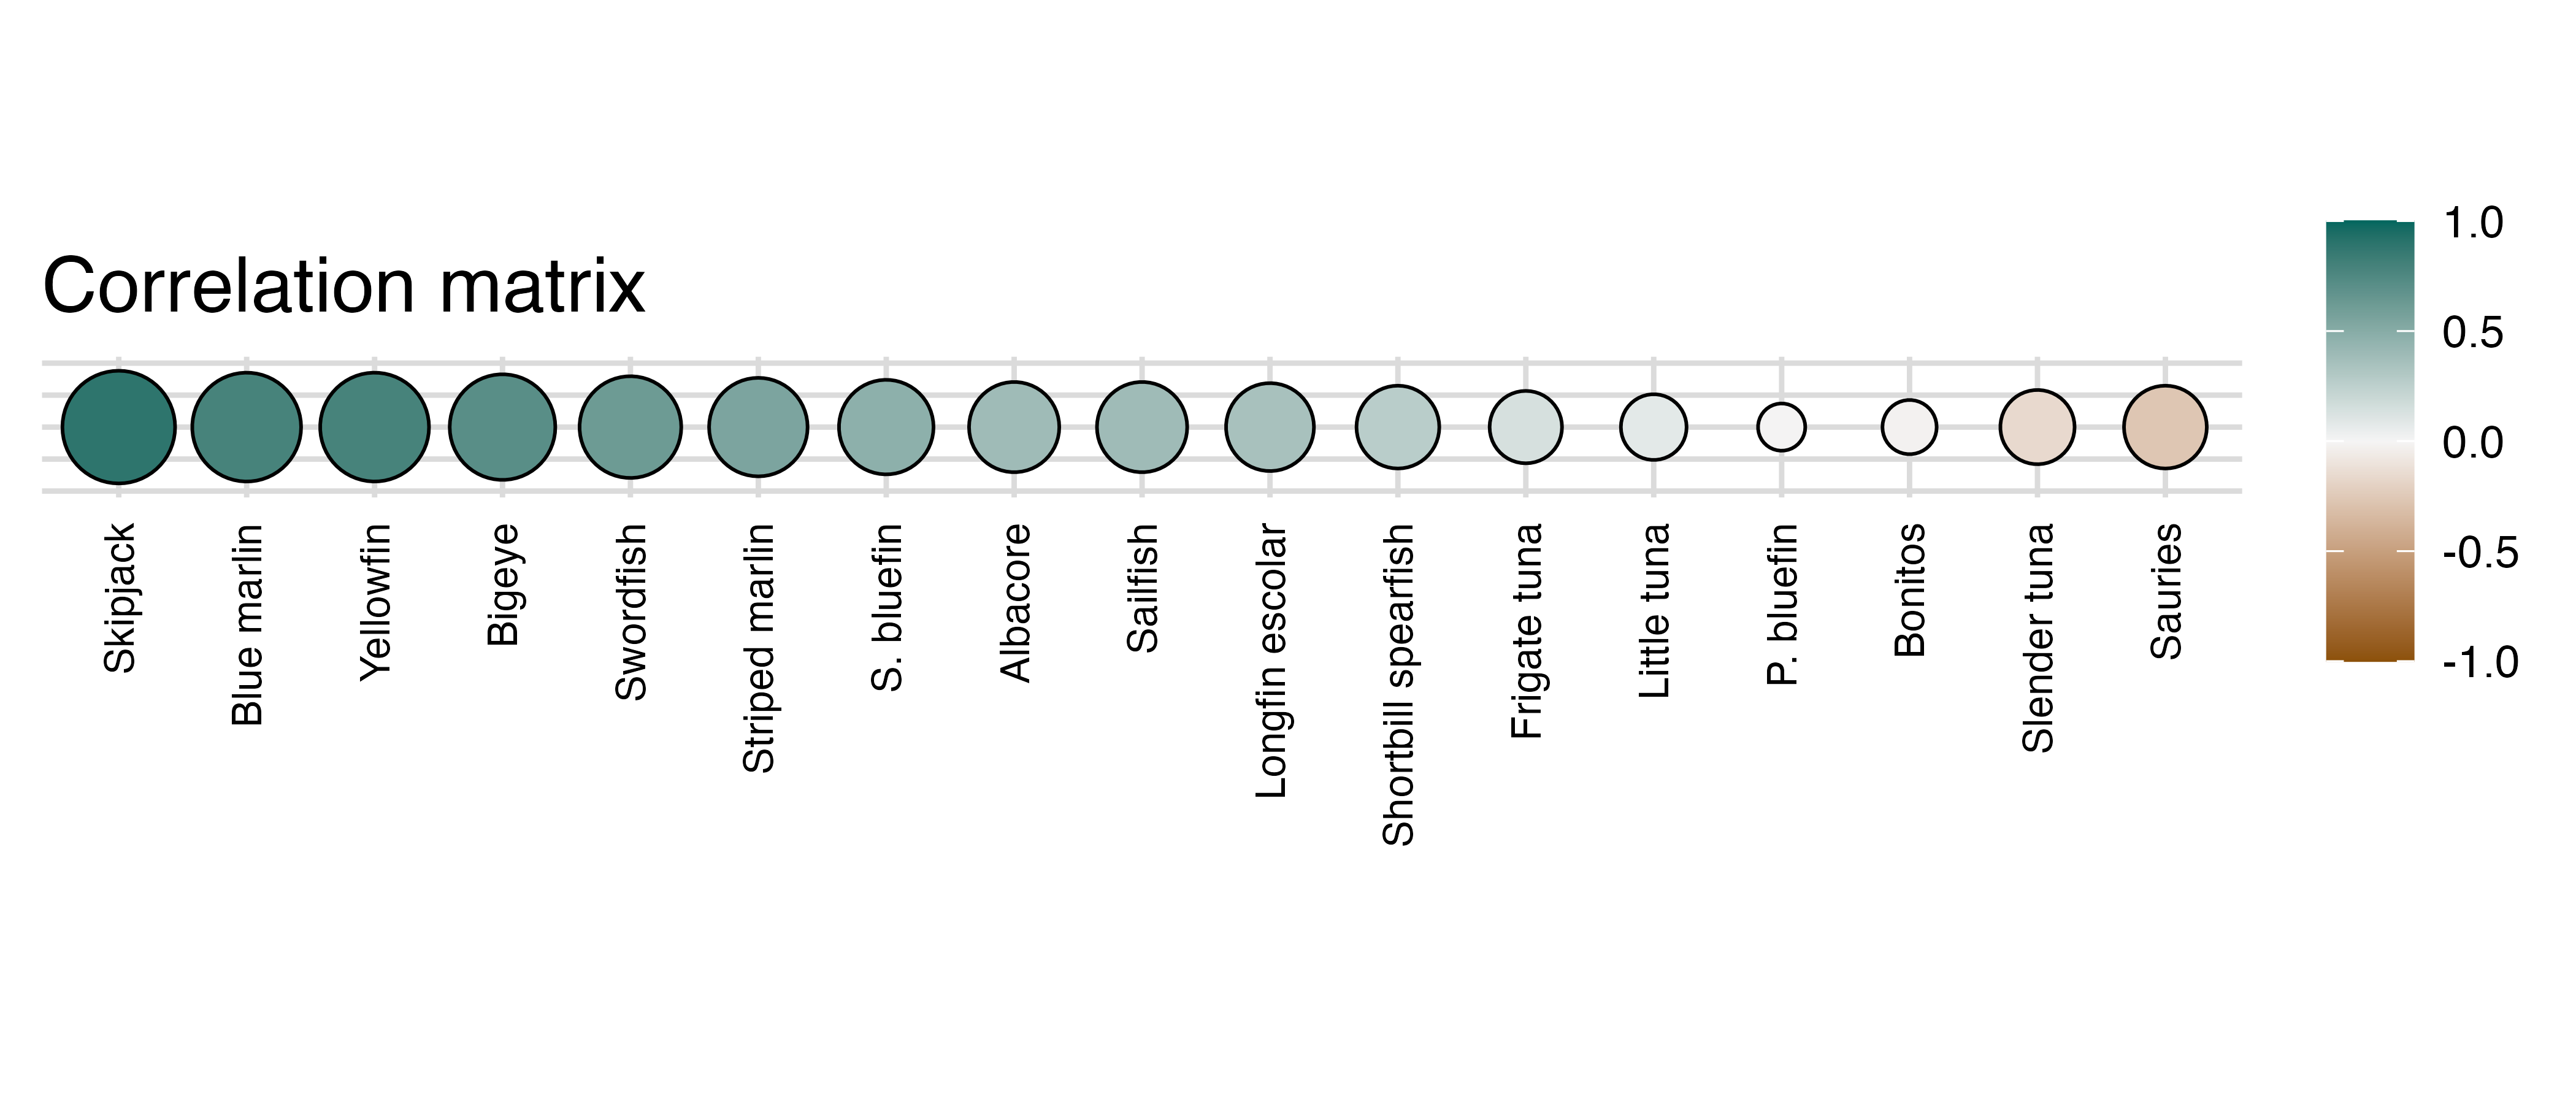 Correlation matrix
Skipjack
Blue marlin
Yellowfin
Bigeye
Swordfish
Striped marlin
S. bluefin
Albacore
Sailfish
Longfin escolar
Shortbill spearfish
Frigate tuna
Little tuna
P. bluefin
Bonitos
Slender tuna
Sauries
1.0
0.5
0.0
-0.5
-1.0